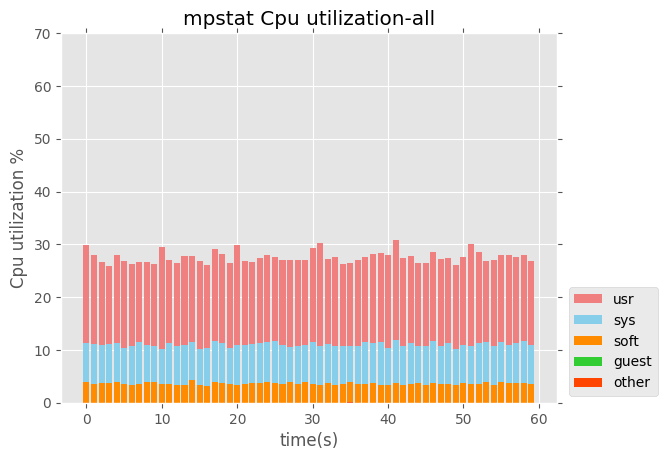 mpstat Cpu utilization-all
Cpu utilization %
70
60
50
40
30
20
10
0
0 10 20 30 40 50 60
time(s)
usr
sys
soft
guest
other